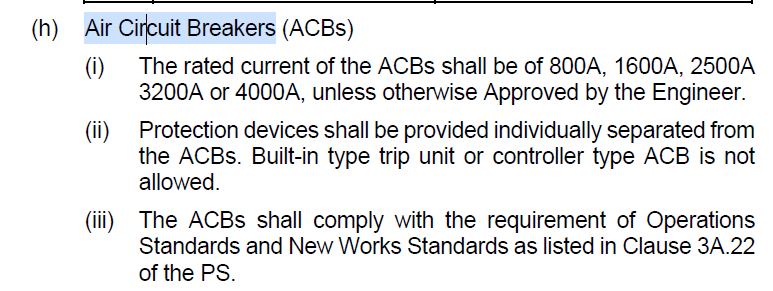 (h) Air Circuit Breakers (ACBs)
(i) The rated current of the ACBs shall be of 800A, 1600A, 2500A
3200A or 4000A, unless otherwise Approved by the Engineer.
(ii) Protection devices shall be provided individually separated from
the ACBs. Built-in type trip unit or controller type ACB is not
allowed.
(iii) The ACBs shall comply with the requirement of Operations
Standards and New Works Standards as listed in Clause 3A.22
of the PS.